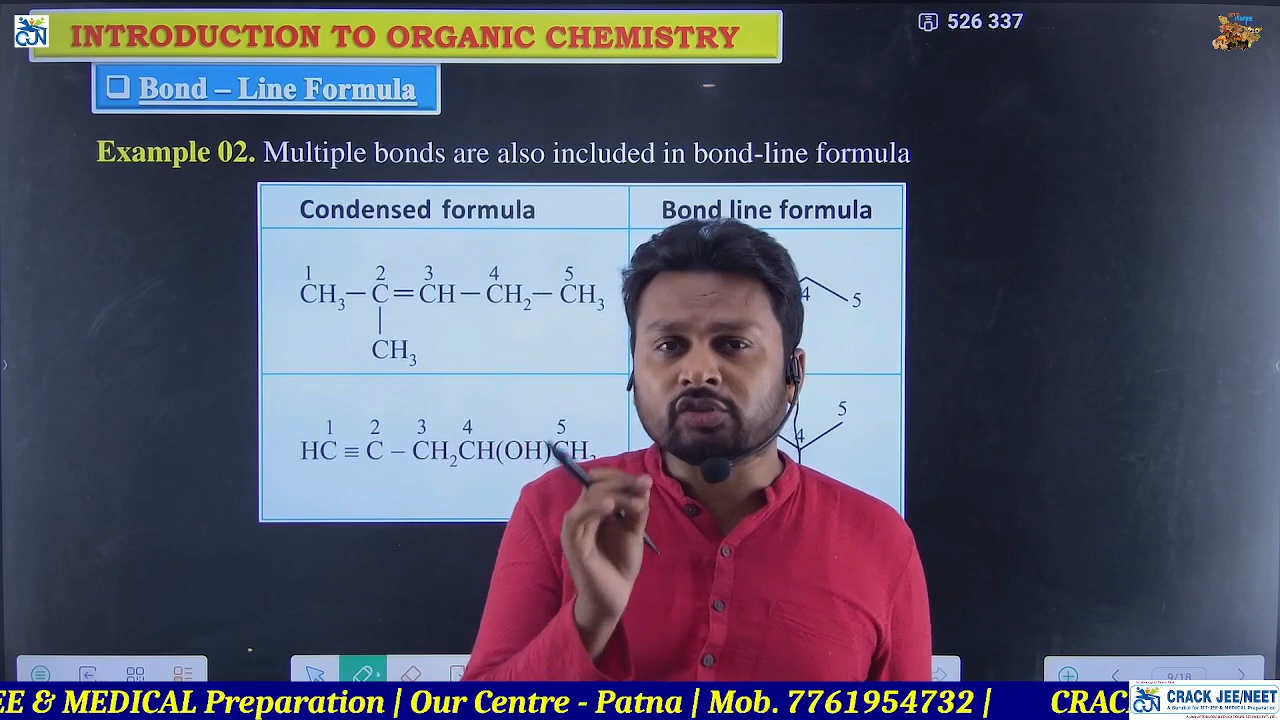 INTRODUCTION TO ORGANIC CHEMISTRY
526 337
Bond – Line Formula
Example 02. Multiple bonds are also included in bond-line formula
Condensed formula
Bond line formula
1 2 3 4 5
CH₃ – C = CH – CH₂ – CH₃
|
CH₃
4 5
1 2 3 4 5
HC ≡ C – CH₂CH(OH)CH₃
4 5
9/18
EE & MEDICAL Preparation | Our Centre - Patna | Mob. 7761954732 | CRAC
CRACK JEE/NEET